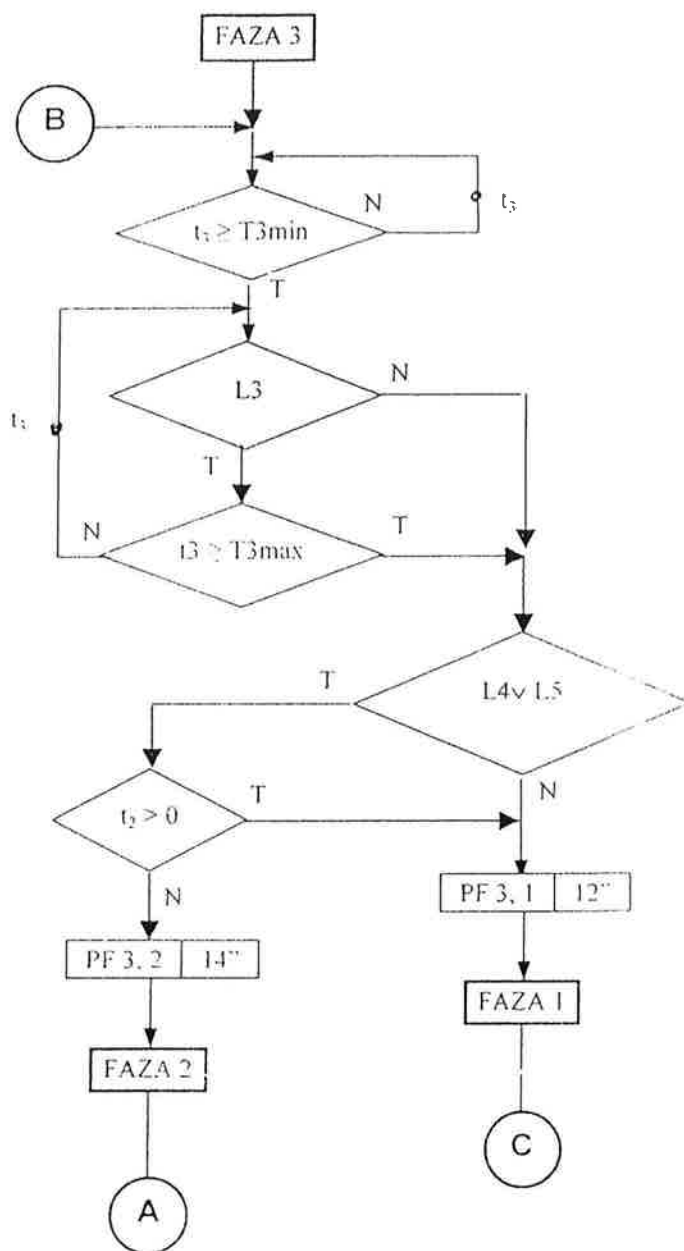 FAZA 3
B
N
t₃
t₃ ≥ T3min
T
L3
N
t₃
T
N
t3 ≥ T3max
T
T
L4∨ L5
t₂ > 0
T
N
N
PF 3, 1 12"
PF 3, 2 14"
FAZA 1
FAZA 2
C
A